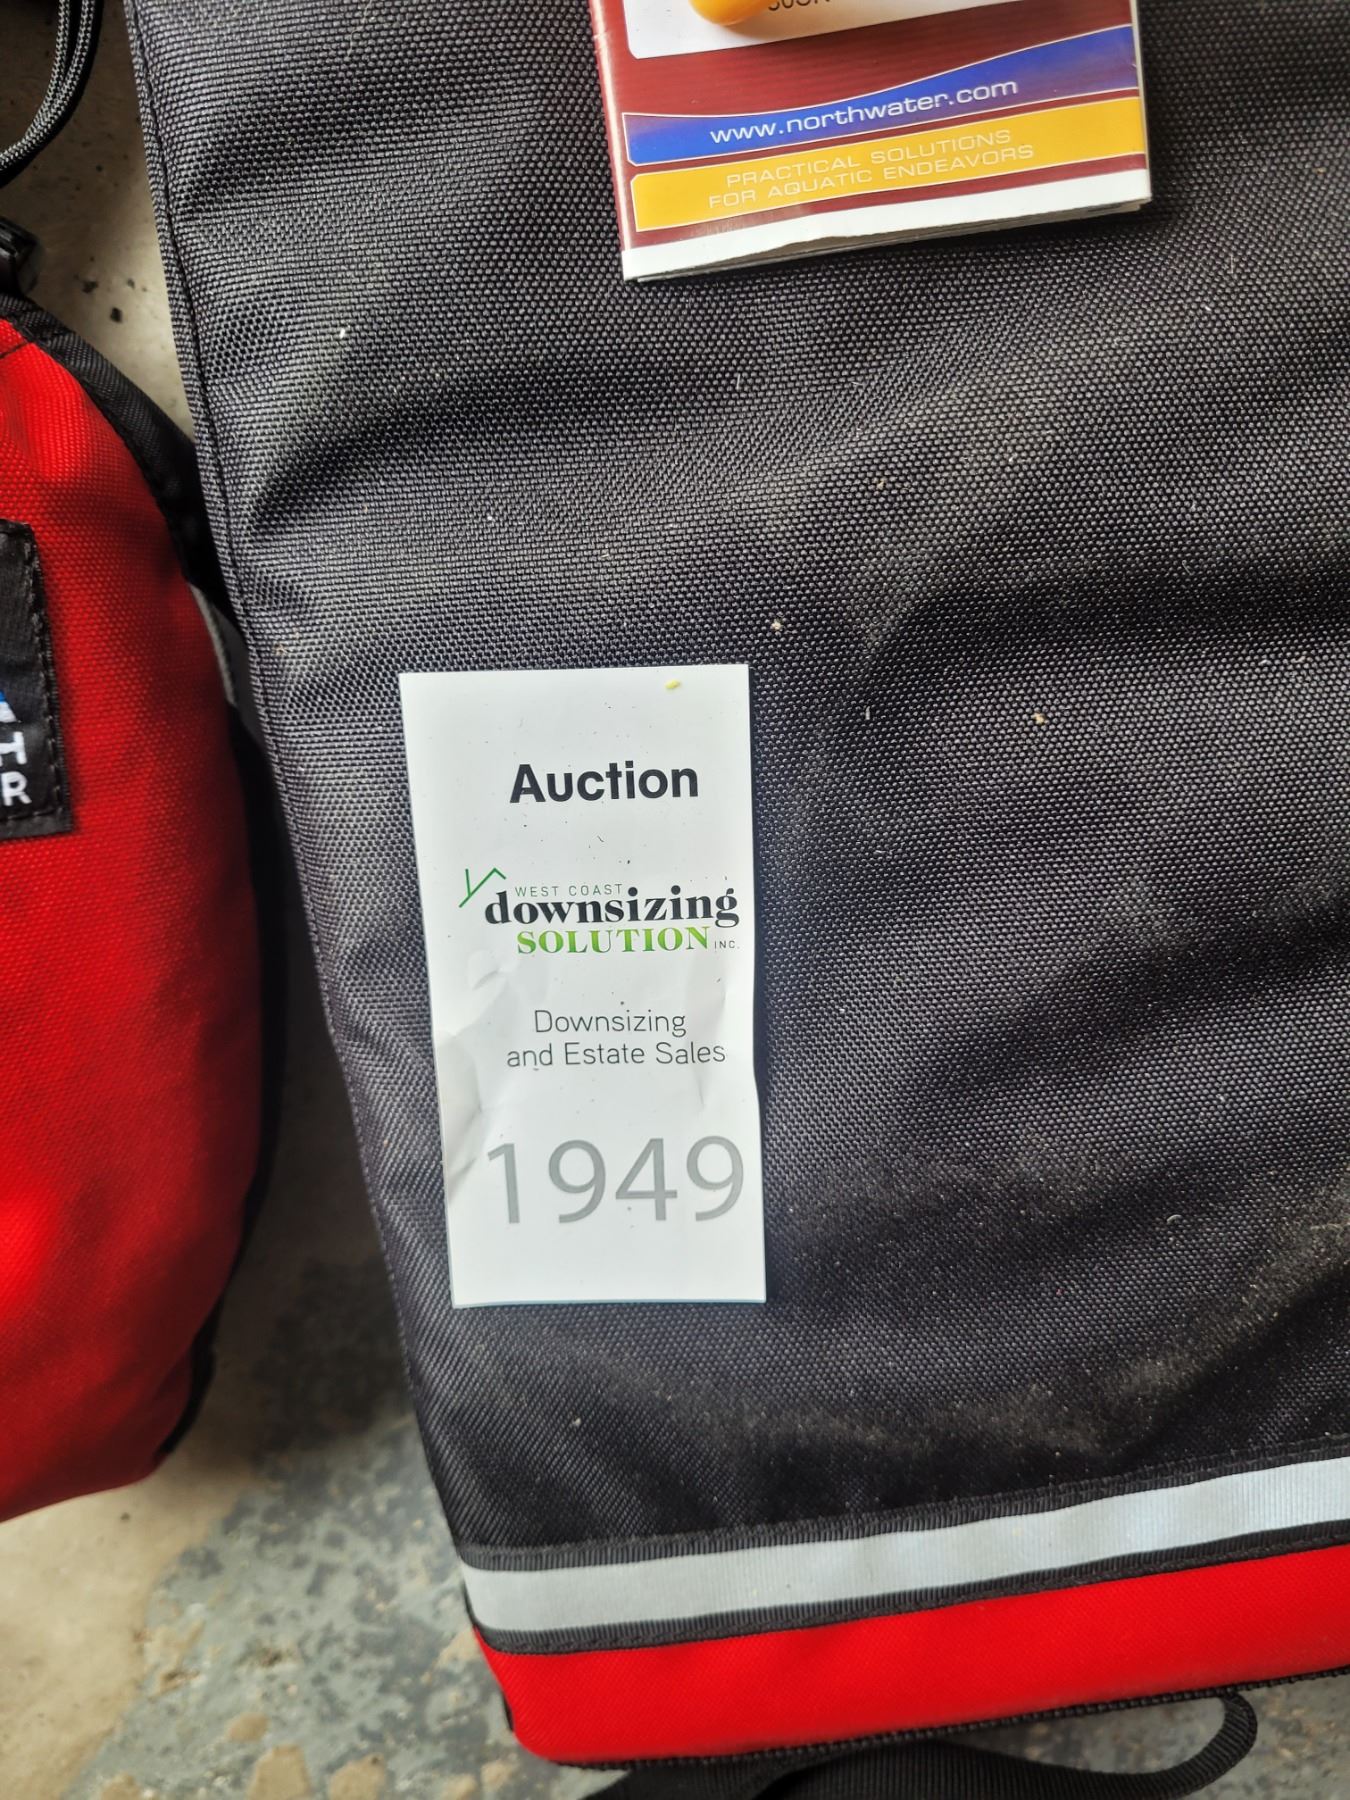 www.northwater.com
PRACTICAL SOLUTIONS
FOR AQUATIC ENDEAVORS
Auction
WEST COAST
downsizing
SOLUTION INC.
Downsizing
and Estate Sales
1949